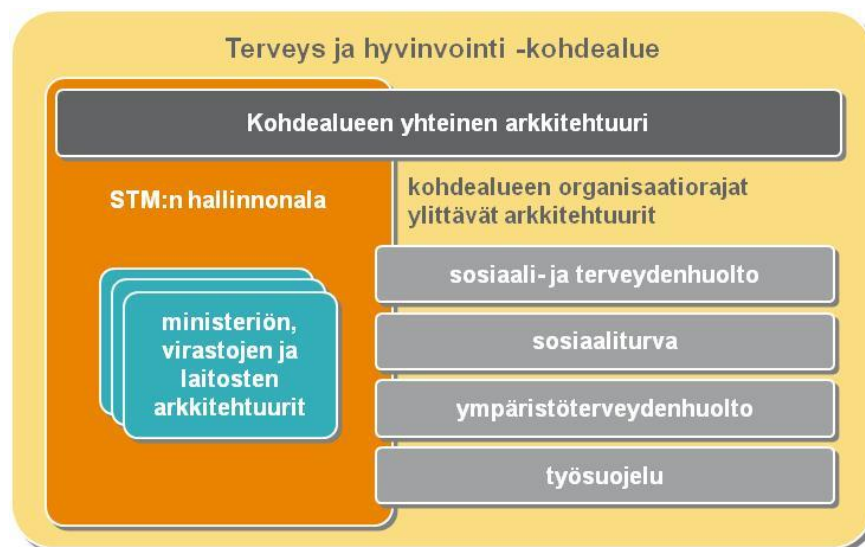 Terveys ja hyvinvointi -kohdealue
Kohdealueen yhteinen arkkitehtuuri
STM:n hallinnonala
kohdealueen organisaatiorajat
ylittävät arkkitehtuurit
ministeriön,
virastojen ja
laitosten
arkkitehtuurit
sosiaali- ja terveydenhuolto
sosiaaliturva
ympäristöterveydenhuolto
työsuojelu